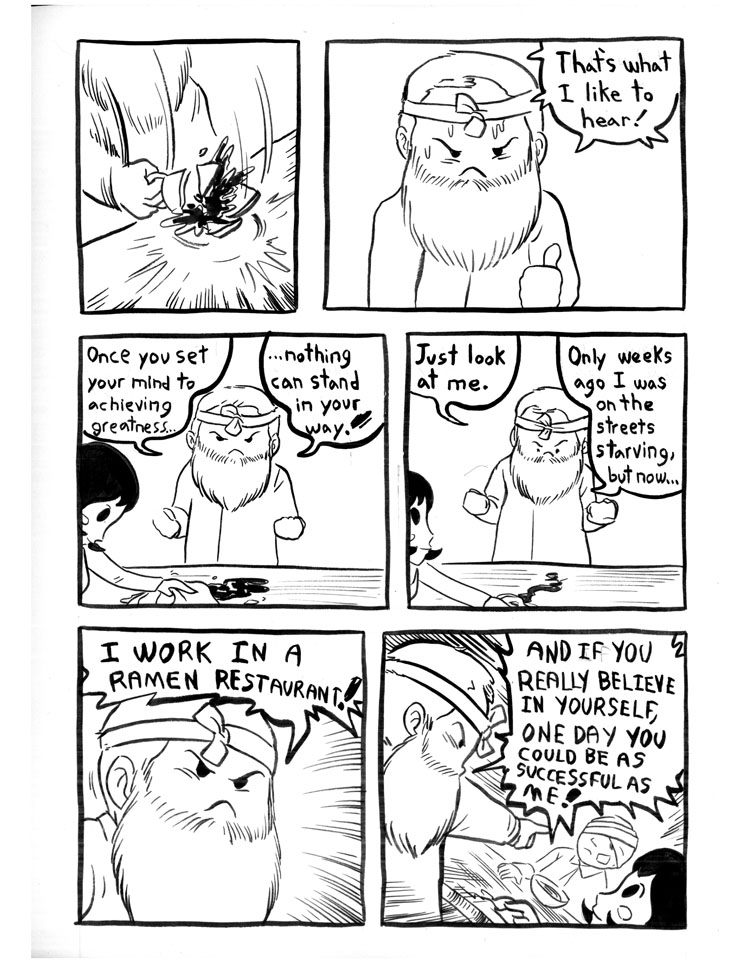 That's what
I like to
hear!
Once you set
your mind to
achieving
greatness...
...nothing
can stand
in your
way.
Just look
at me.
Only weeks
ago I was
on the
streets
starving,
but now...
I WORK IN A
RAMEN RESTAURANT!
AND IF YOU
REALLY BELIEVE
IN YOURSELF,
ONE DAY YOU
COULD BE AS
SUCCESSFUL AS
ME!